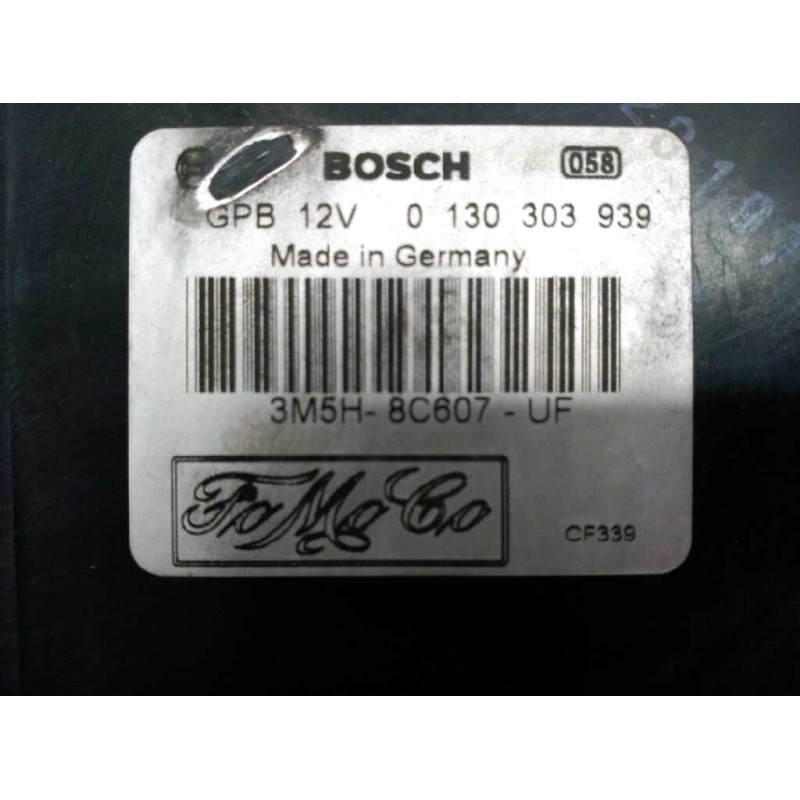 BOSCH 058
GPB 12V 0 130 303 939
Made in Germany
3M5H- 8C607 - UF
FoMoCo
CF339